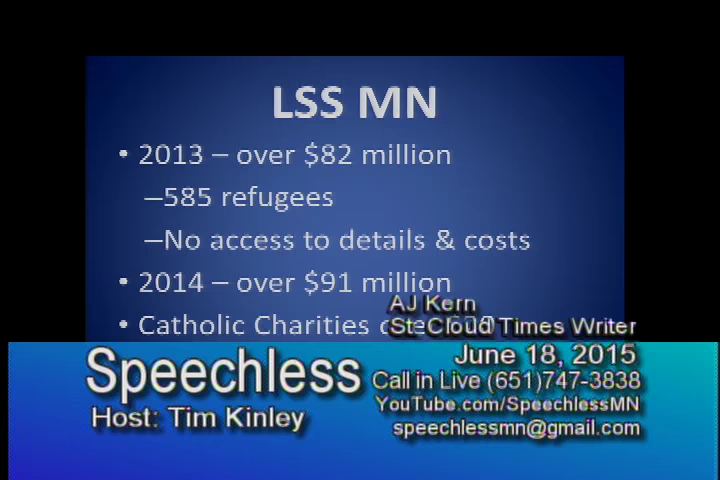 LSS MN
• 2013 – over $82 million
–585 refugees
–No access to details & costs
• 2014 – over $91 million
• Catholic Charities
AJ Kern
St. Cloud Times Writer
June 18, 2015
Speechless
Host: Tim Kinley
Call in Live (651)747-3838
YouTube.com/SpeechlessMN
speechlessmn@gmail.com